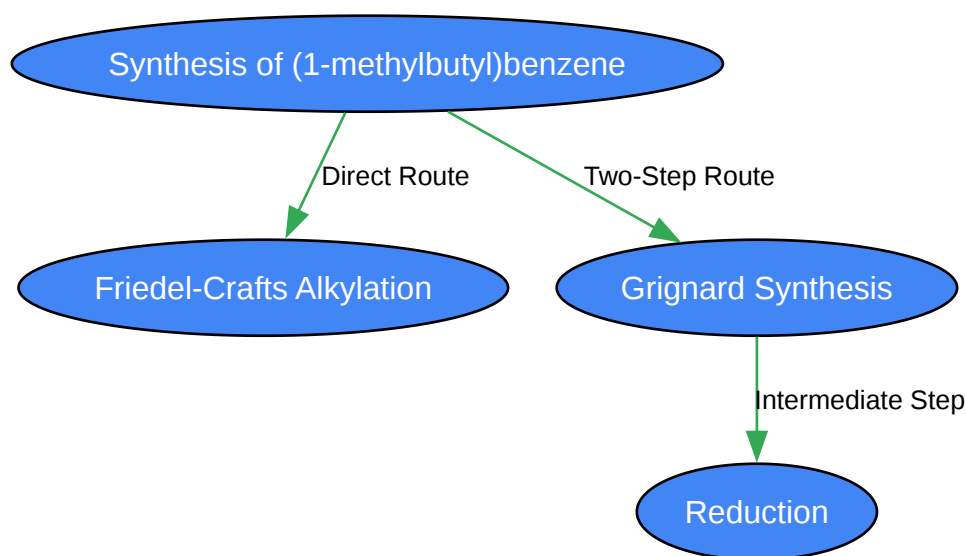 Synthesis of (1-methylbutyl)benzene
Direct Route
Two-Step Route
Friedel-Crafts Alkylation
Grignard Synthesis
Intermediate Step
Reduction